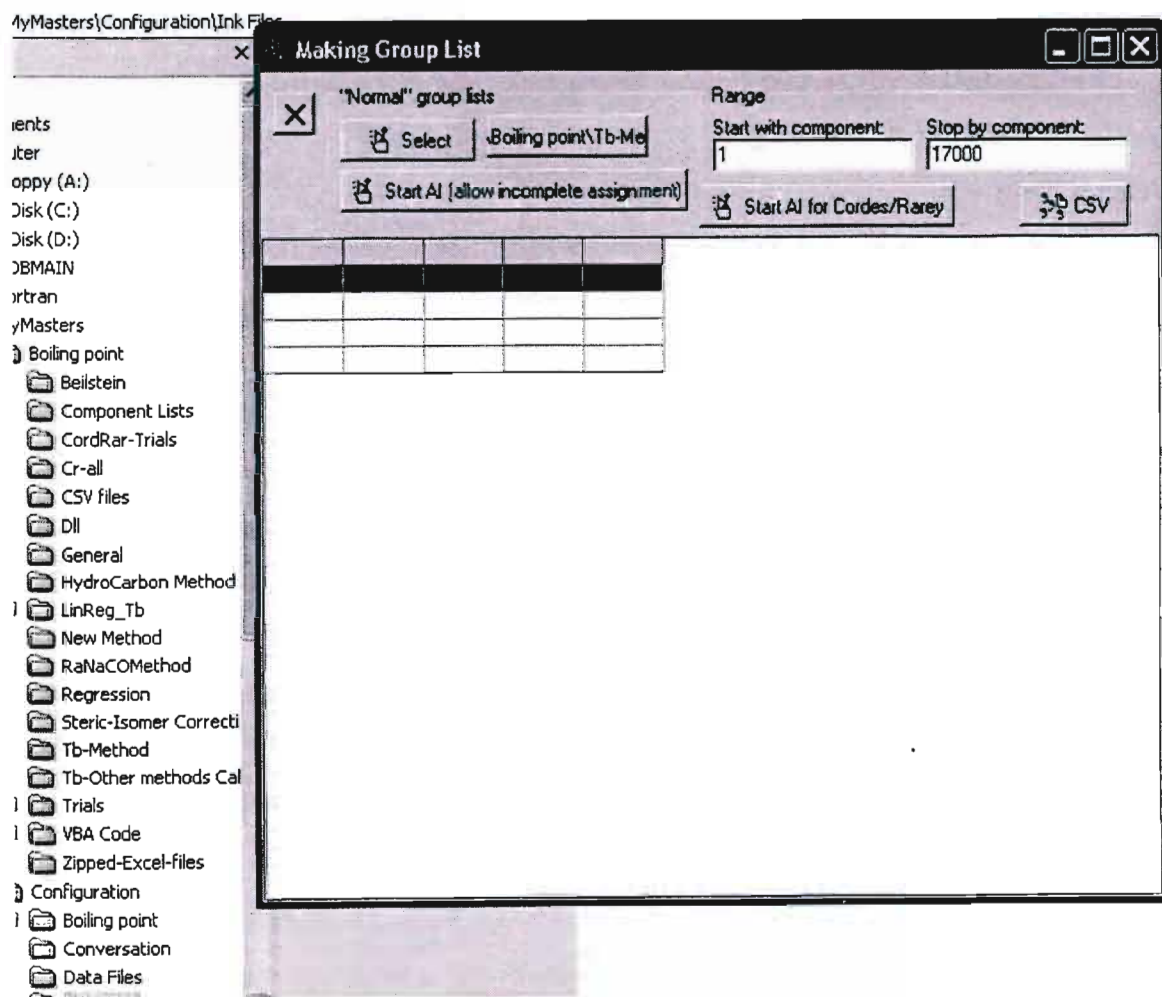 MyMasters\Configuration\Ink Files
Making Group List
"Normal" group lists
Select
\Boiling point\Tb-Me
Start AI (allow incomplete assignment)
Range
Start with component:
1
Stop by component:
17000
Start AI for Cordes/Rarey
CSV
ents
uter
oppy (A:)
Disk (C:)
Disk (D:)
DBMAIN
ortran
yMasters
Boiling point
Beilstein
Component Lists
CordRar-Trials
Cr-all
CSV files
Dll
General
HydroCarbon Method
LinReg_Tb
New Method
RaNaCOMethod
Regression
Steric-Isomer Correcti
Tb-Method
Tb-Other methods Cal
Trials
VBA Code
Zipped-Excel-files
Configuration
Boiling point
Conversation
Data Files